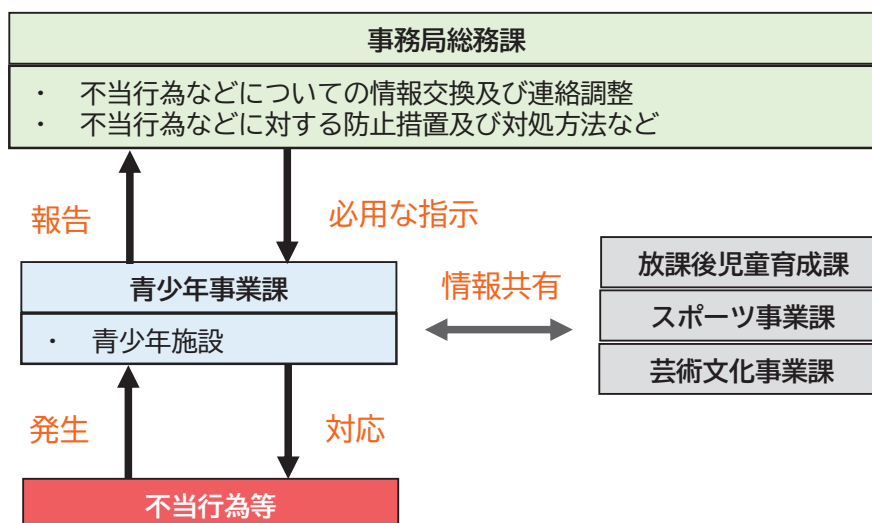 事務局総務課
・ 不当行為などについての情報交換及び連絡調整
・ 不当行為などに対する防止措置及び対処方法など
報告
必用な指示
青少年事業課
・ 青少年施設
情報共有
放課後児童育成課
スポーツ事業課
芸術文化事業課
発生
対応
不当行為等